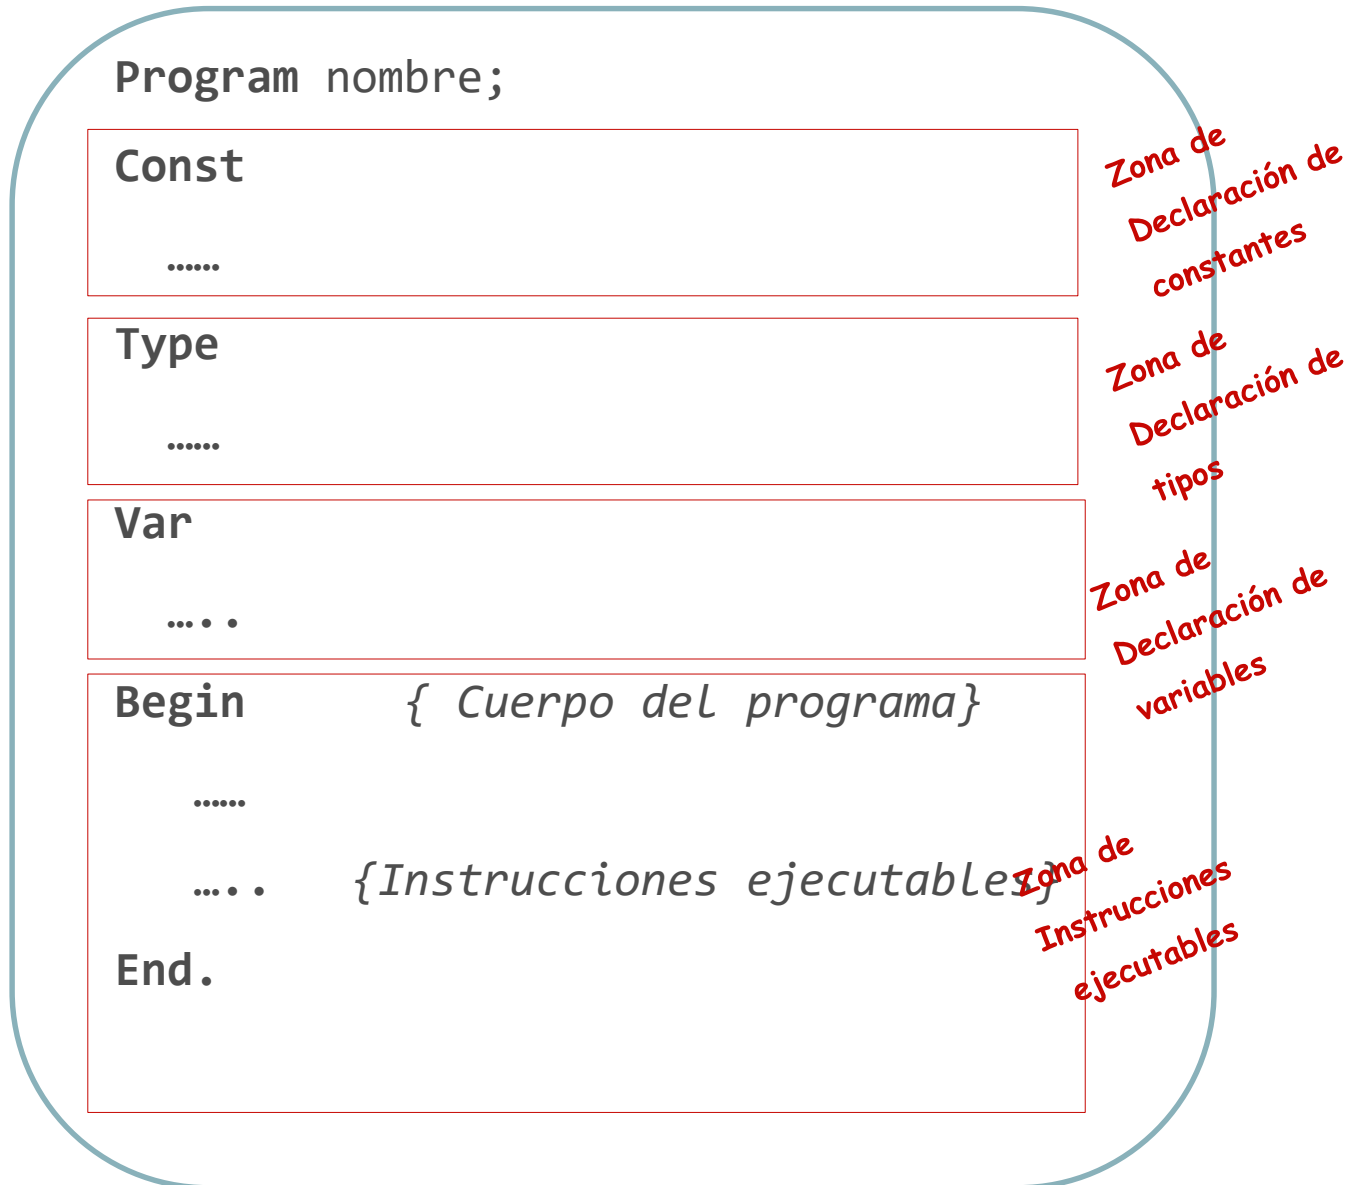 Program nombre;
Const
……
Zona de
Declaración de
constantes
Type
……
Zona de
Declaración de
tipos
Var
…..
Zona de
Declaración de
variables
Begin { Cuerpo del programa}
……
….. {Instrucciones ejecutables}
End.
Zona de
Instrucciones
ejecutables